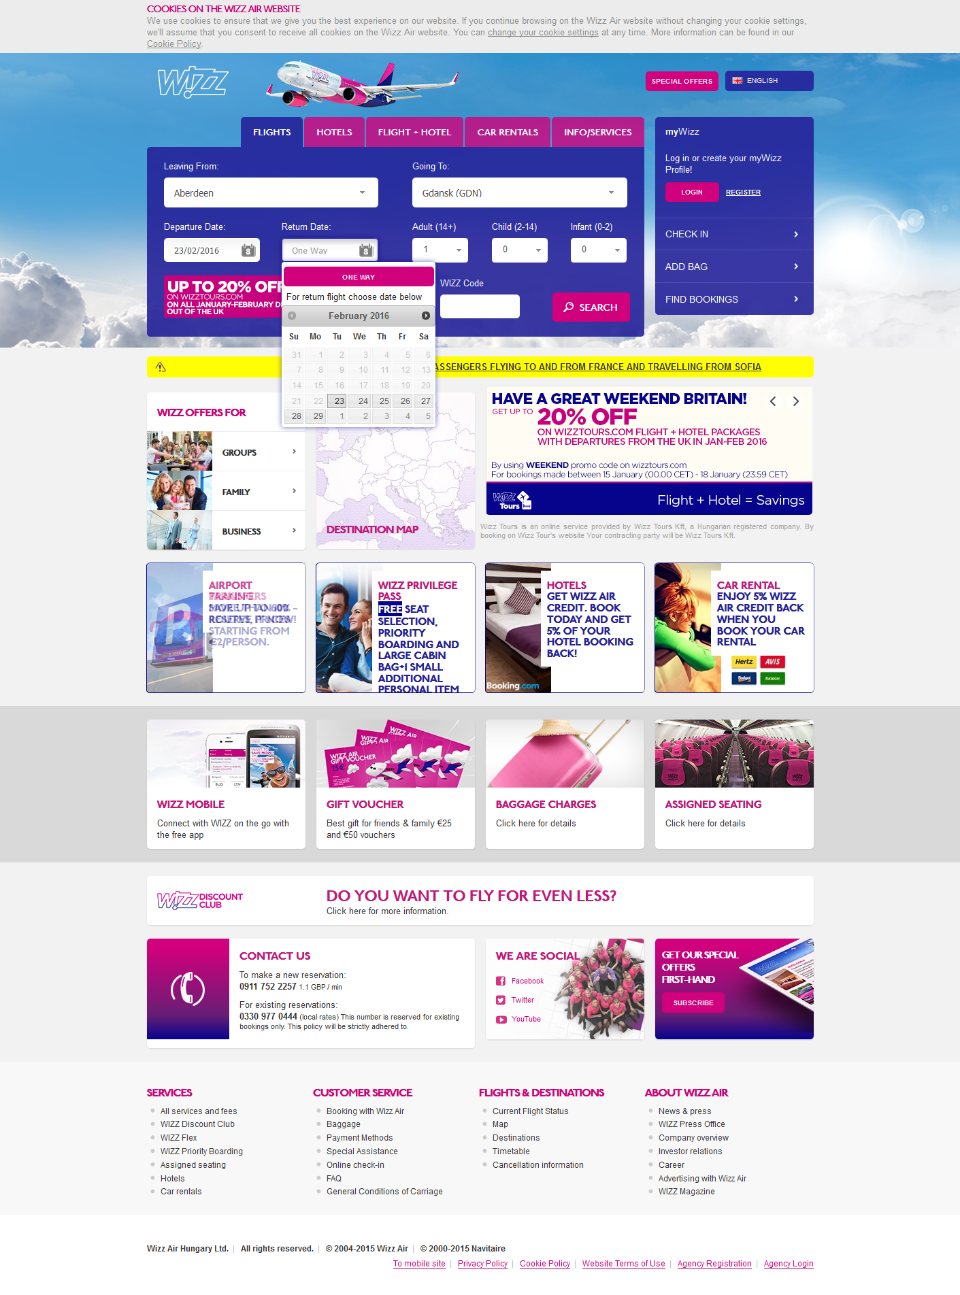 COOKIES ON THE WIZZ AIR WEBSITE
We use cookies to ensure that we give you the best experience on our website. If you continue browsing on the Wizz Air website without changing your cookie settings,
we'll assume that you consent to receive all cookies on the Wizz Air website. You can change your cookie settings at any time. More information can be found in our
Cookie Policy.
WIZZ
SPECIAL OFFERS
ENGLISH
FLIGHTS
HOTELS
FLIGHT + HOTEL
CAR RENTALS
INFO/SERVICES
myWizz
Log in or create your myWizz
Profile!
LOGIN
REGISTER
CHECK IN
ADD BAG
FIND BOOKINGS
Leaving From:
Going To:
Aberdeen
Gdansk (GDN)
Departure Date:
Return Date:
Adult (14+)
Child (2-14)
Infant (0-2)
23/02/2016
One Way
1
0
0
UP TO 20% OFF
ON WIZZTOURS.COM
ON ALL JANUARY-FEBRUARY
OUT OF THE UK
WIZZ Code
SEARCH
ONE WAY
For return flight choose date below
February 2016
Su Mo Tu We Th Fr Sa
31 1 2 3 4 5 6
7 8 9 10 11 12 13
14 15 16 17 18 19 20
21 22 23 24 25 26 27
28 29 1 2 3 4 5
PASSENGERS FLYING TO AND FROM FRANCE AND TRAVELLING FROM SOFIA
WIZZ OFFERS FOR
GROUPS
FAMILY
BUSINESS
DESTINATION MAP
HAVE A GREAT WEEKEND BRITAIN!
GET UP TO 20% OFF
ON WIZZTOURS.COM FLIGHT + HOTEL PACKAGES
WITH DEPARTURES FROM THE UK IN JAN-FEB 2016
By using WEEKEND promo code on wizztours.com
For bookings made between 15 January (00.00 CET) - 18 January (23.59 CET)
WIZZ Tours
Flight + Hotel = Savings
Wizz Tours is an online service provided by Wizz Tours Kft, a Hungarian registered company. By
booking on Wizz Tour's website Your contracting party will be Wizz Tours Kft.
AIRPORT
STARTING FROM
€2/PERSON.
WIZZ PRIVILEGE
PASS
FREE SEAT
SELECTION,
PRIORITY
BOARDING AND
LARGE CABIN
BAG+1 SMALL
ADDITIONAL
PERSONAL ITEM
HOTELS
GET WIZZ AIR
CREDIT. BOOK
TODAY AND GET
5% OF YOUR
HOTEL BOOKING
BACK!
Booking.com
CAR RENTAL
ENJOY 5% WIZZ
AIR CREDIT BACK
WHEN YOU
BOOK YOUR CAR
RENTAL
Hertz
AVIS
Budget
WIZZ MOBILE
Connect with WIZZ on the go with
the free app
WIZZ AIR
GIFT VOUCHER
GIFT VOUCHER
Best gift for friends & family €25
and €50 vouchers
BAGGAGE CHARGES
Click here for details
ASSIGNED SEATING
Click here for details
WIZZ DISCOUNT
CLUB
DO YOU WANT TO FLY FOR EVEN LESS?
Click here for more information.
CONTACT US
To make a new reservation:
0911 752 2257 1.1 GBP / min
For existing reservations:
0330 977 0444 (local rates) This number is reserved for existing
bookings only. This policy will be strictly adhered to.
WE ARE SOCIAL
Facebook
Twitter
YouTube
GET OUR SPECIAL
OFFERS
FIRST-HAND
SUBSCRIBE
SERVICES
All services and fees
WIZZ Discount Club
WIZZ Flex
WIZZ Priority Boarding
Assigned seating
Hotels
Car rentals
CUSTOMER SERVICE
Booking with Wizz Air
Baggage
Payment Methods
Special Assistance
Online check-in
FAQ
General Conditions of Carriage
FLIGHTS & DESTINATIONS
Current Flight Status
Map
Destinations
Timetable
Cancellation information
ABOUT WIZZ AIR
News & press
WIZZ Press Office
Company overview
Investor relations
Career
Advertising with Wizz Air
WIZZ Magazine
Wizz Air Hungary Ltd. | All rights reserved. | © 2004-2015 Wizz Air | © 2000-2015 Navitaire
To mobile site | Privacy Policy | Cookie Policy | Website Terms of Use | Agency Registration | Agency Login